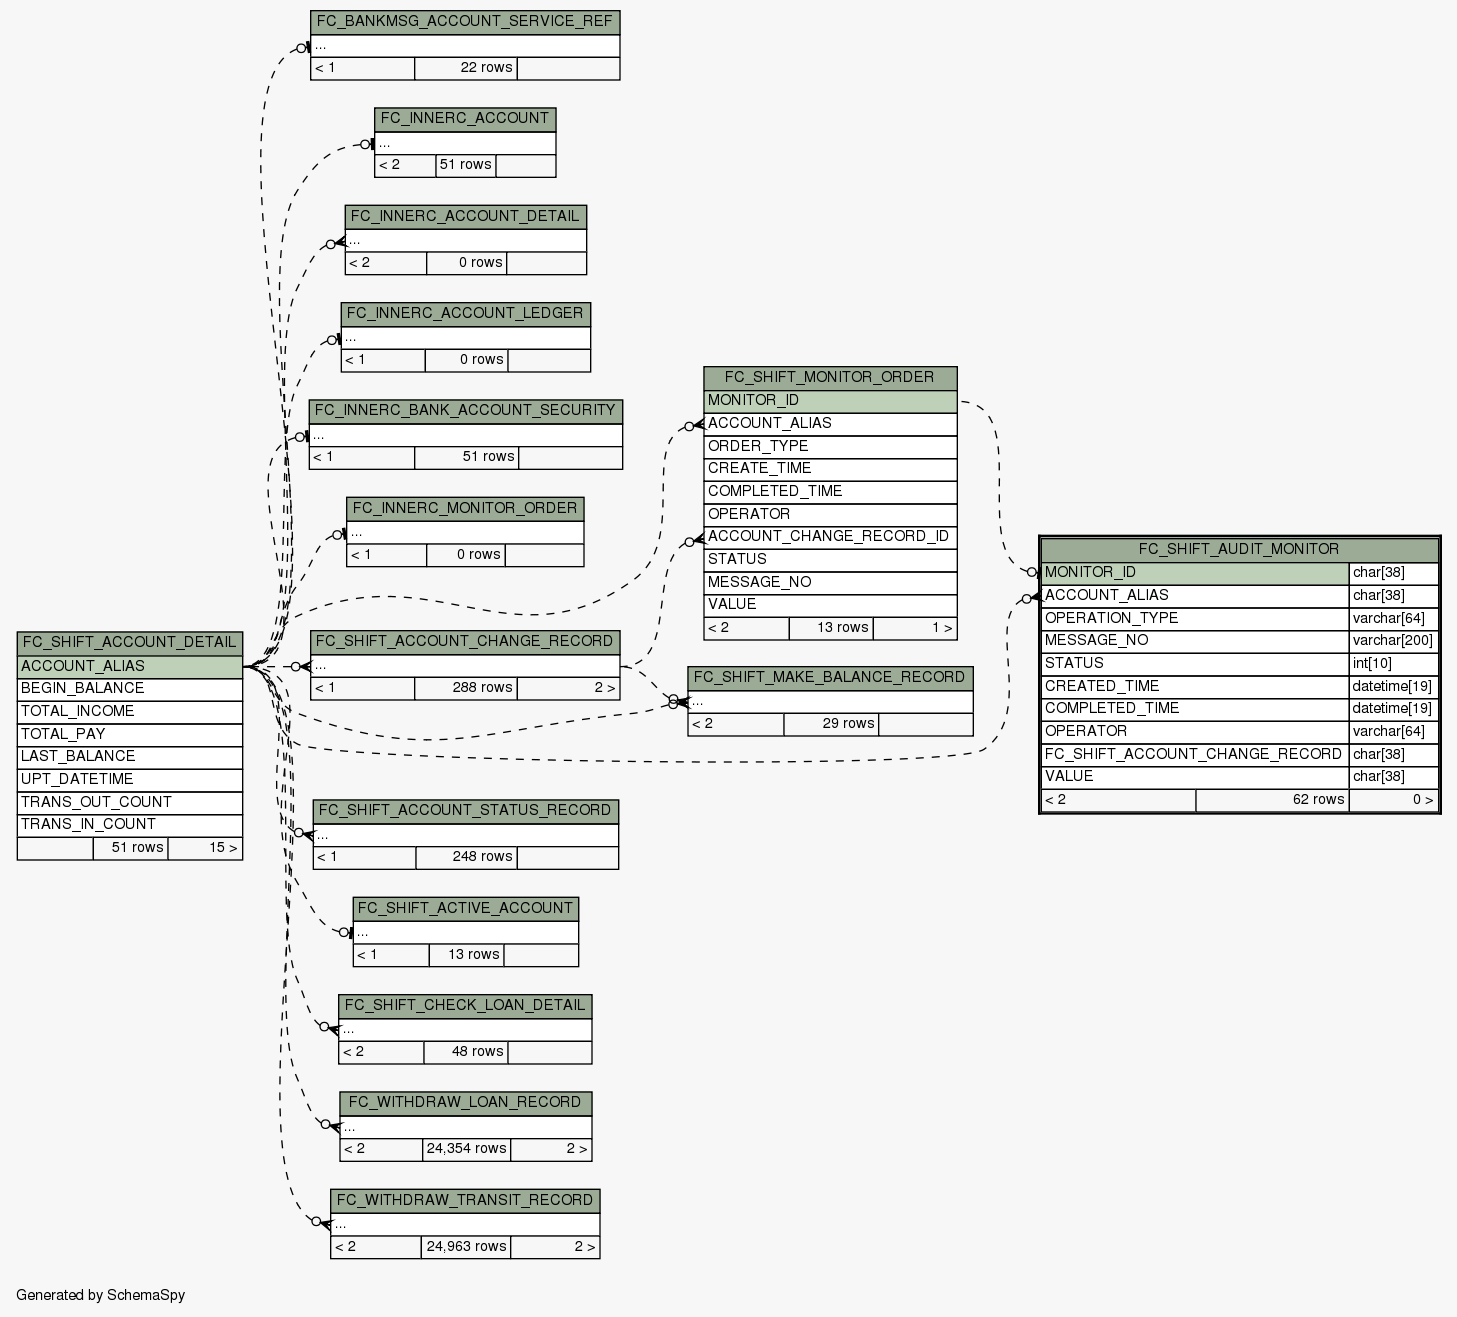 FC_BANKMSG_ACCOUNT_SERVICE_REF
...
< 1 22 rows
FC_INNERC_ACCOUNT
...
< 2 51 rows
FC_INNERC_ACCOUNT_DETAIL
...
< 2 0 rows
FC_INNERC_ACCOUNT_LEDGER
...
< 1 0 rows
FC_INNERC_BANK_ACCOUNT_SECURITY
...
< 1 51 rows
FC_INNERC_MONITOR_ORDER
...
< 1 0 rows
FC_SHIFT_ACCOUNT_DETAIL
ACCOUNT_ALIAS
BEGIN_BALANCE
TOTAL_INCOME
TOTAL_PAY
LAST_BALANCE
UPT_DATETIME
TRANS_OUT_COUNT
TRANS_IN_COUNT
51 rows 15 >
FC_SHIFT_ACCOUNT_CHANGE_RECORD
...
< 1 288 rows 2 >
FC_SHIFT_MONITOR_ORDER
MONITOR_ID
ACCOUNT_ALIAS
ORDER_TYPE
CREATE_TIME
COMPLETED_TIME
OPERATOR
ACCOUNT_CHANGE_RECORD_ID
STATUS
MESSAGE_NO
VALUE
< 2 13 rows 1 >
FC_SHIFT_MAKE_BALANCE_RECORD
...
< 2 29 rows
FC_SHIFT_AUDIT_MONITOR
MONITOR_ID char[38]
ACCOUNT_ALIAS char[38]
OPERATION_TYPE varchar[64]
MESSAGE_NO varchar[200]
STATUS int[10]
CREATED_TIME datetime[19]
COMPLETED_TIME datetime[19]
OPERATOR varchar[64]
FC_SHIFT_ACCOUNT_CHANGE_RECORD char[38]
VALUE char[38]
< 2 62 rows 0 >
FC_SHIFT_ACCOUNT_STATUS_RECORD
...
< 1 248 rows
FC_SHIFT_ACTIVE_ACCOUNT
...
< 1 13 rows
FC_SHIFT_CHECK_LOAN_DETAIL
...
< 2 48 rows
FC_WITHDRAW_LOAN_RECORD
...
< 2 24,354 rows 2 >
FC_WITHDRAW_TRANSIT_RECORD
...
< 2 24,963 rows 2 >
Generated by SchemaSpy